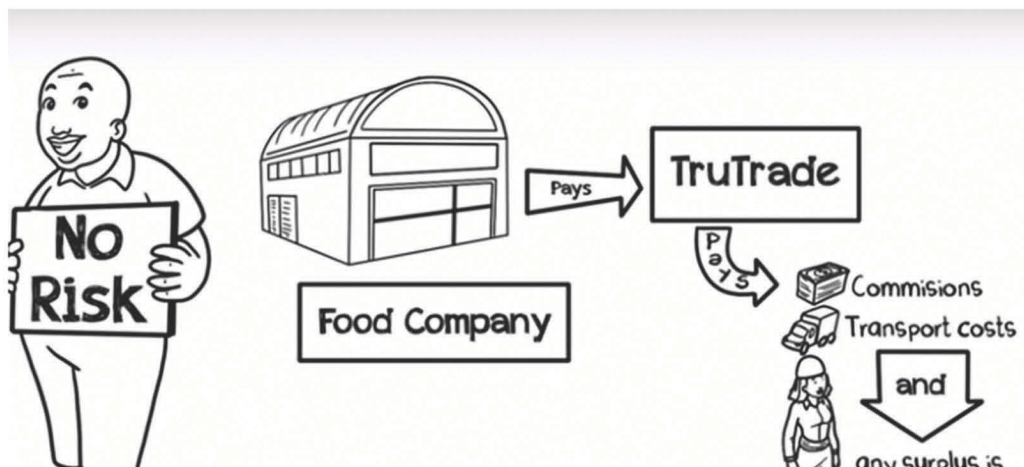 No
Risk
Food Company
Pays
TruTrade
Pays
Commisions
Transport costs
and
any surplus is